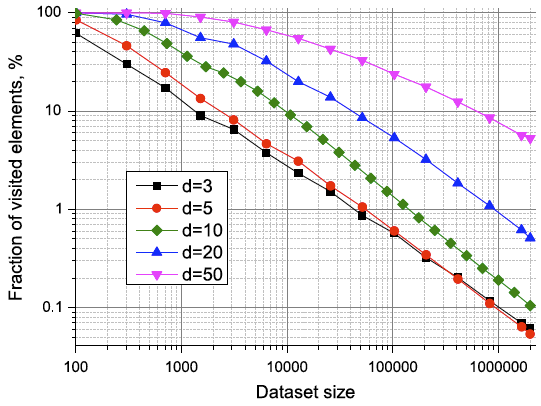 Fraction of visited elements, %
100
10
1
0.1
d=3
d=5
d=10
d=20
d=50
100 1000 10000 100000 1000000
Dataset size